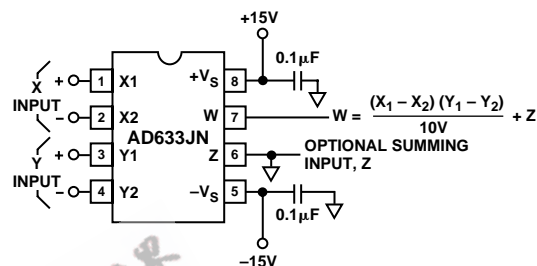 +15V
0.1µF
X INPUT
+ 1 X1 +VS 8
– 2 X2 W 7 W = (X1 – X2) (Y1 – Y2) / 10V + Z
AD633JN
Y INPUT
+ 3 Y1 Z 6 OPTIONAL SUMMING
INPUT, Z
– 4 Y2 –VS 5
0.1µF
–15V